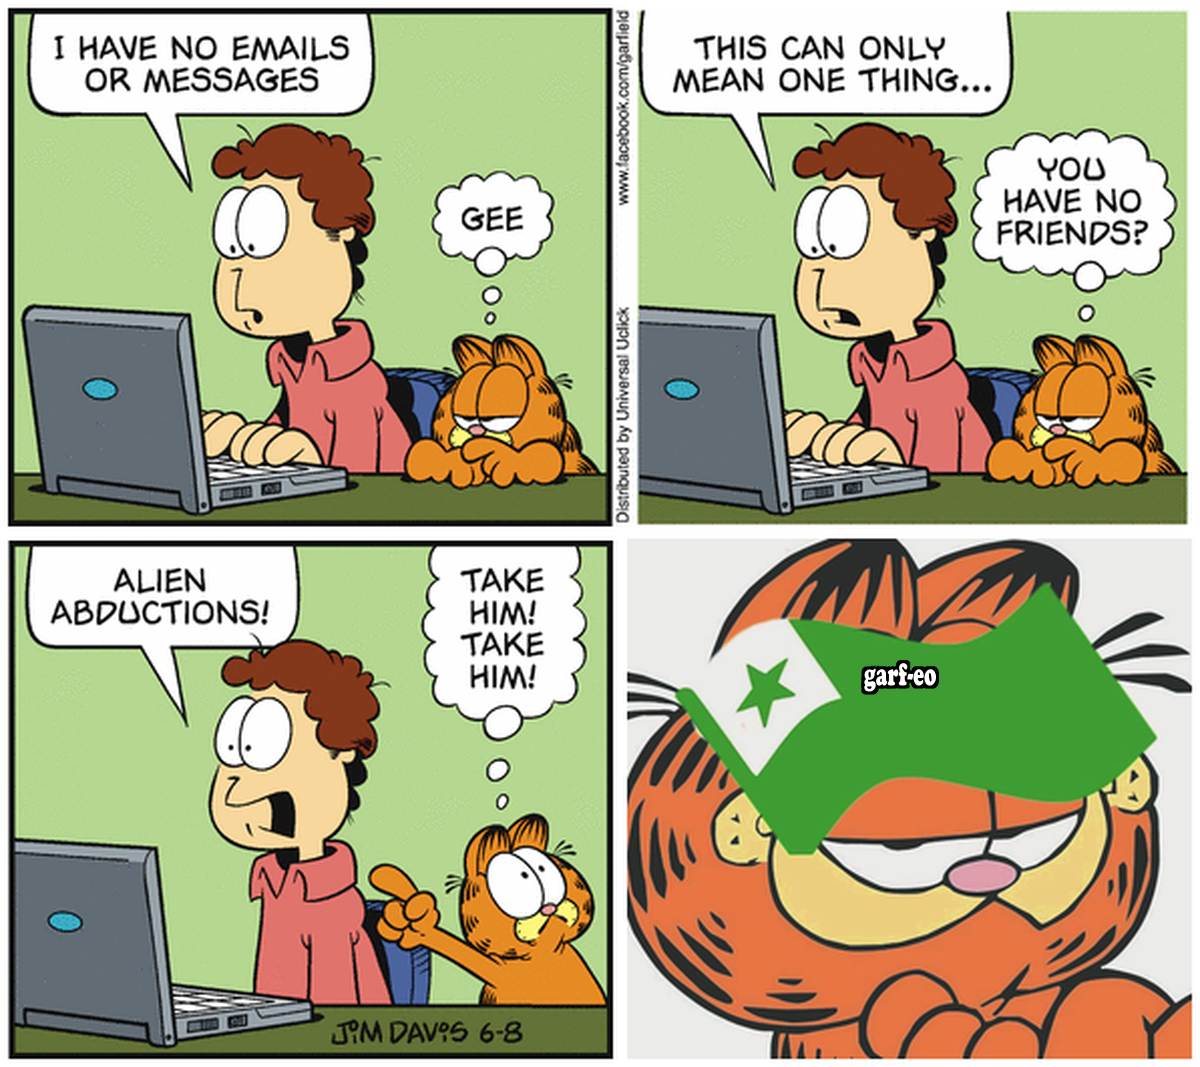 I HAVE NO EMAILS
OR MESSAGES
GEE
www.facebook.com/garfield
Distributed by Universal Uclick
THIS CAN ONLY
MEAN ONE THING...
YOU
HAVE NO
FRIENDS?
ALIEN
ABDUCTIONS!
TAKE
HIM!
TAKE
HIM!
JIM DAVIS 6-8
garf-eo